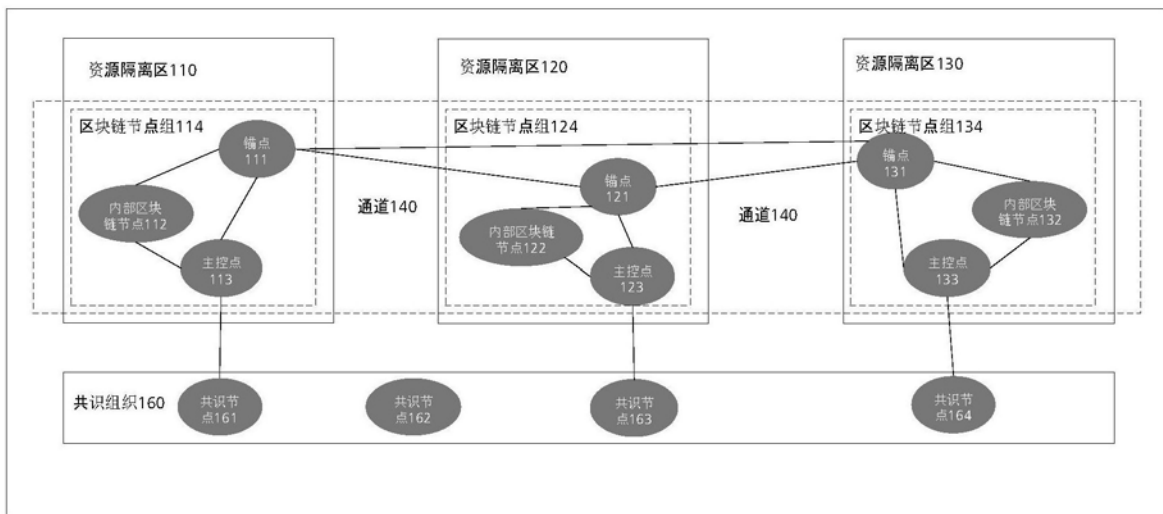 资源隔离区110
资源隔离区120
资源隔离区130
区块链节点组114
区块链节点组124
区块链节点组134
锚点
111
锚点
121
锚点
131
内部区块
链节点112
通道140
内部区块链
节点122
通道140
内部区块
链节点132
主控点
113
主控点
123
主控点
133
共识组织160
共识节
点161
共识节
点162
共识节
点163
共识节
点164